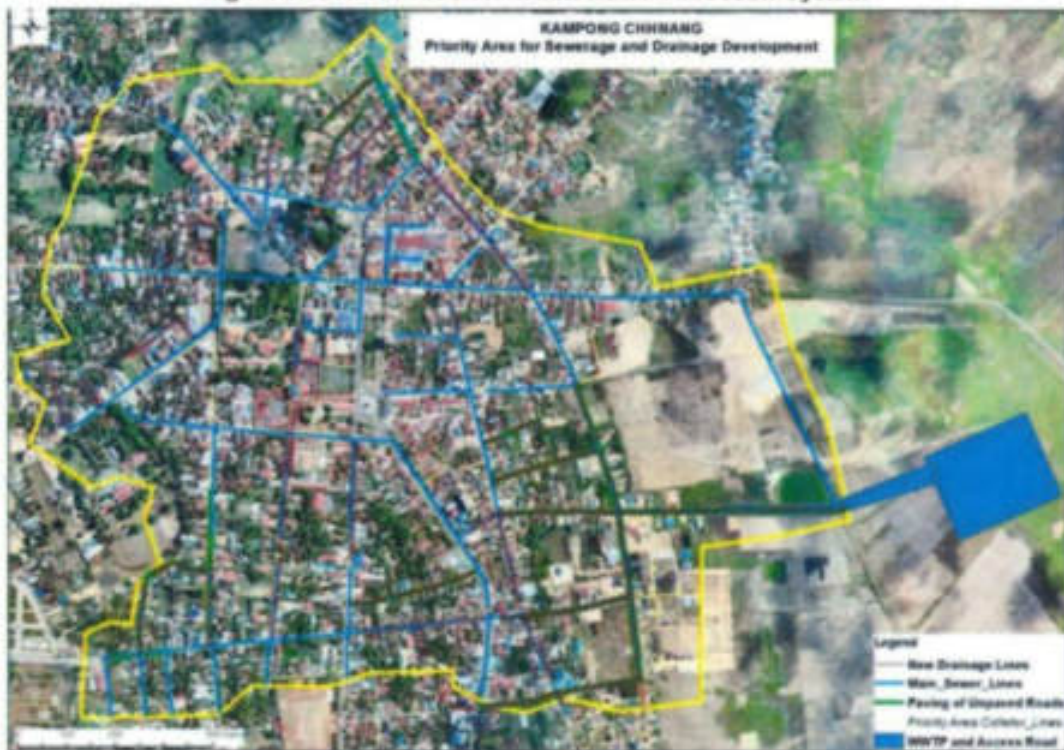 KAMPONG CHHNANG
Priority Area for Sewerage and Drainage Development
Legend
New Drainage Lines
Main_Sewer_Lines
Paving of Unpaved Roads
Priority Area
WWTP and Access Road